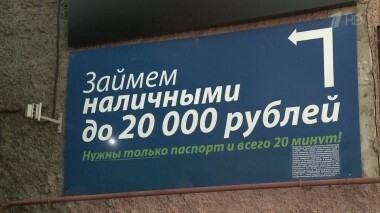 Займем
наличными
до 20 000 рублей
Нужны только паспорт и всего 20 минут!